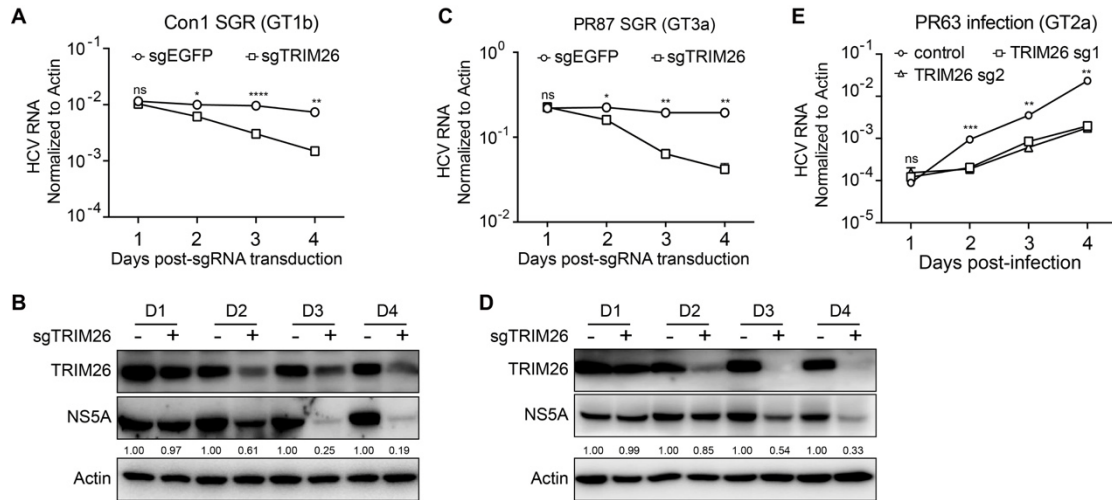 A
Con1 SGR (GT1b)
sgEGFP sgTRIM26
HCV RNA
Normalized to Actin
10-1
10-2
10-3
10-4
ns * **** **
1 2 3 4
Days post-sgRNA transduction
C
PR87 SGR (GT3a)
sgEGFP sgTRIM26
HCV RNA
Normalized to Actin
100
10-1
10-2
ns * ** **
1 2 3 4
Days post-sgRNA transduction
E
PR63 infection (GT2a)
control TRIM26 sg1
TRIM26 sg2
HCV RNA
Normalized to Actin
10-1
10-2
10-3
10-4
10-5
ns *** ** **
1 2 3 4
Days post-infection
B
D1 D2 D3 D4
sgTRIM26 - + - + - + - +
TRIM26
NS5A
1.00 0.97 1.00 0.61 1.00 0.25 1.00 0.19
Actin
D
D1 D2 D3 D4
sgTRIM26 - + - + - + - +
TRIM26
NS5A
1.00 0.99 1.00 0.85 1.00 0.54 1.00 0.33
Actin